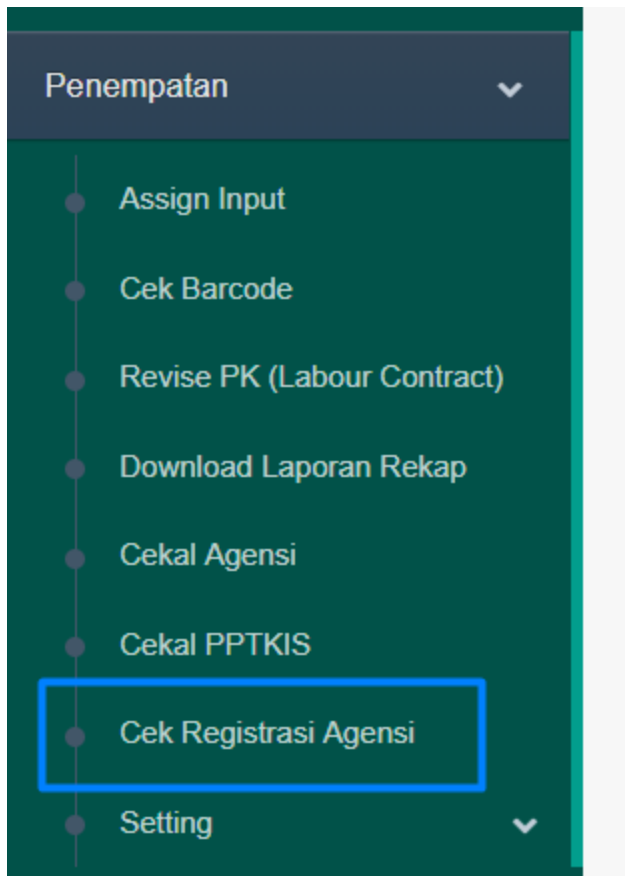 Penempatan
Assign Input
Cek Barcode
Revise PK (Labour Contract)
Download Laporan Rekap
Cekal Agensi
Cekal PPTKIS
Cek Registrasi Agensi
Setting